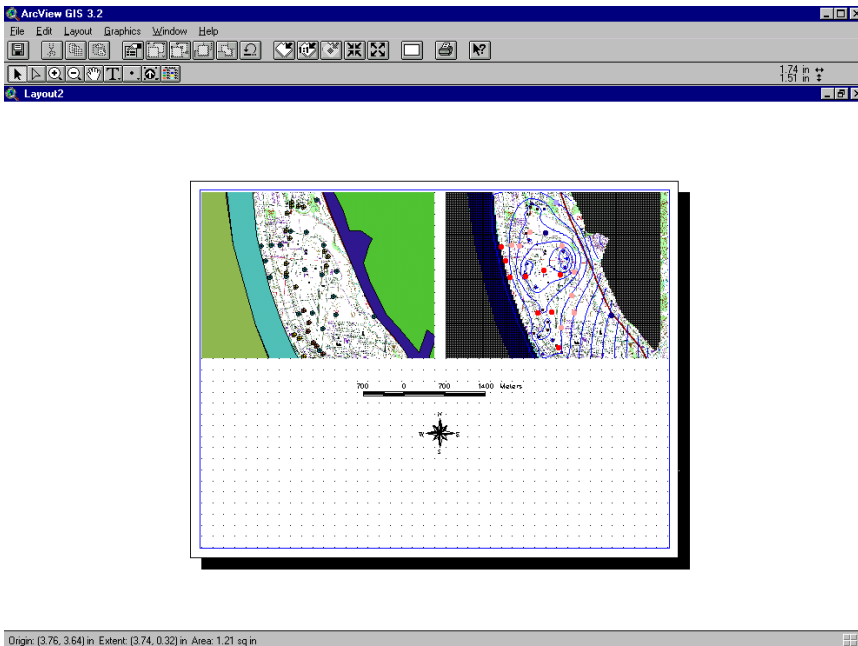 ArcView GIS 3.2
File Edit Layout Graphics Window Help
1.74 in
1.51 in
Layout2
700 0 700 1400 Meters
N
W E
S
Origin: (3.76, 3.64) in Extent: (3.74, 0.32) in Area: 1.21 sq in